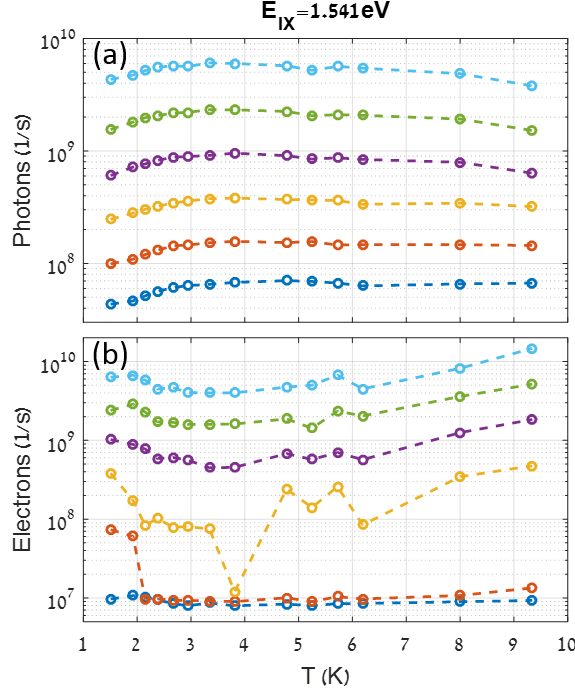 E_IX=1.541eV
(a)
Photons (1/s)
10^10
10^9
10^8
(b)
Electrons (1/s)
10^10
10^9
10^8
10^7
1 2 3 4 5 6 7 8 9 10
T (K)